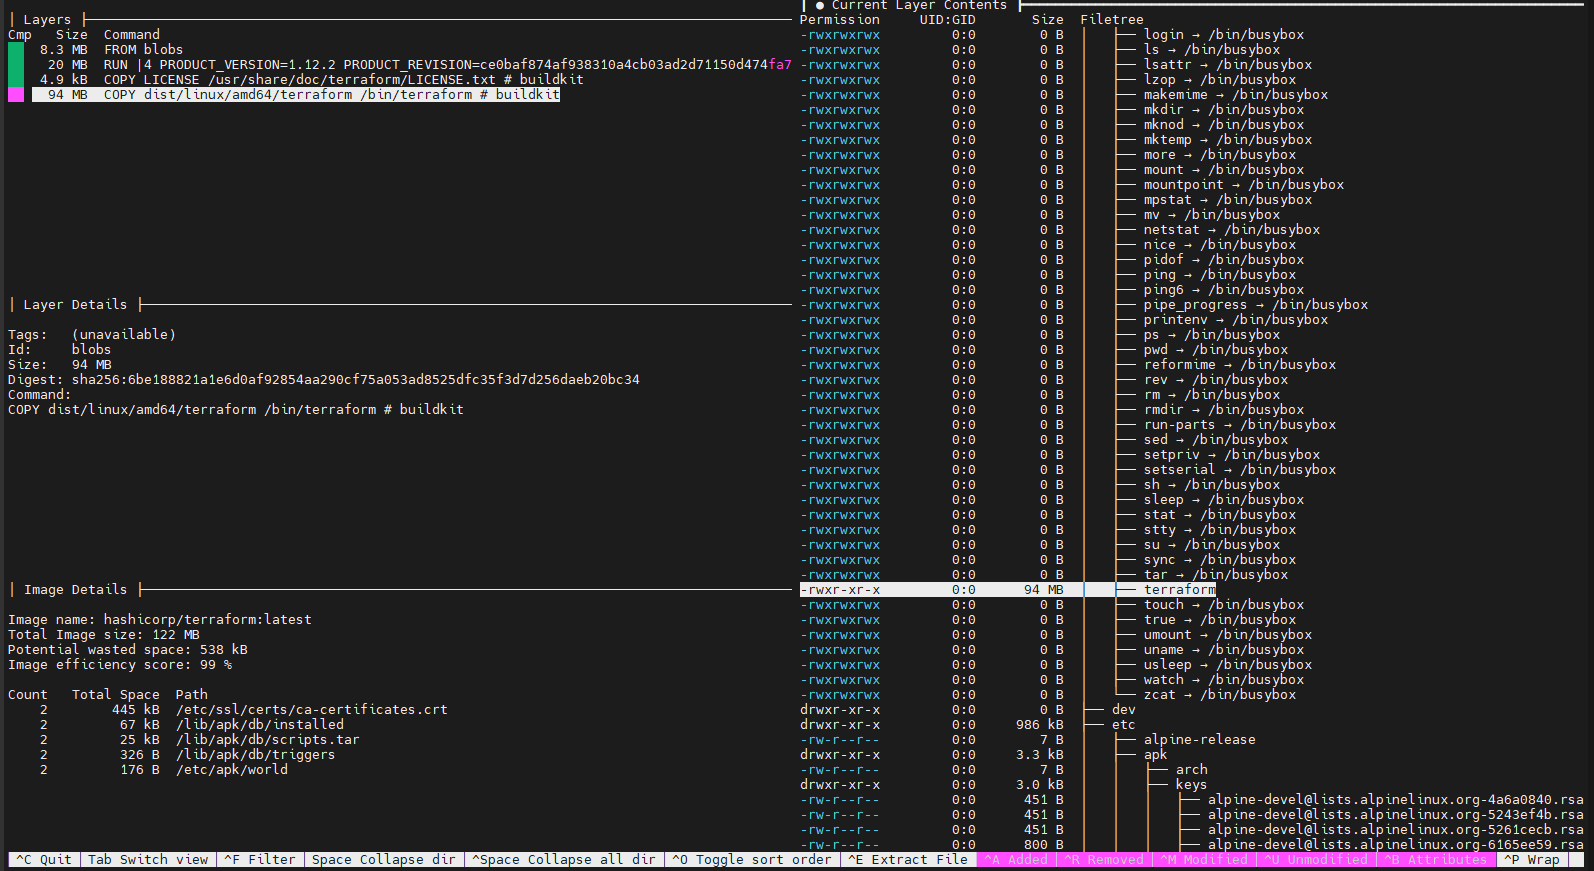 Layers
Cmp Size Command
8.3 MB FROM blobs
20 MB RUN |4 PRODUCT_VERSION=1.12.2 PRODUCT_REVISION=ce0baf874af938310a4cb03ad2d71150d474fa7
4.9 kB COPY LICENSE /usr/share/doc/terraform/LICENSE.txt # buildkit
94 MB COPY dist/linux/amd64/terraform /bin/terraform # buildkit
Layer Details
Tags: (unavailable)
Id: blobs
Size: 94 MB
Digest: sha256:6be188821a1e6d0af92854aa290cf75a053ad8525dfc35f3d7d256daeb20bc34
Command:
COPY dist/linux/amd64/terraform /bin/terraform # buildkit
Image Details
Image name: hashicorp/terraform:latest
Total Image size: 122 MB
Potential wasted space: 538 kB
Image efficiency score: 99 %
Count Total Space Path
2 445 kB /etc/ssl/certs/ca-certificates.crt
2 67 kB /lib/apk/db/installed
2 25 kB /lib/apk/db/scripts.tar
2 326 B /lib/apk/db/triggers
2 176 B /etc/apk/world
● Current Layer Contents
Permission UID:GID Size Filetree
-rwxrwxrwx 0:0 0 B ├── login → /bin/busybox
-rwxrwxrwx 0:0 0 B ├── ls → /bin/busybox
-rwxrwxrwx 0:0 0 B ├── lsattr → /bin/busybox
-rwxrwxrwx 0:0 0 B ├── lzop → /bin/busybox
-rwxrwxrwx 0:0 0 B ├── makemime → /bin/busybox
-rwxrwxrwx 0:0 0 B ├── mkdir → /bin/busybox
-rwxrwxrwx 0:0 0 B ├── mknod → /bin/busybox
-rwxrwxrwx 0:0 0 B ├── mktemp → /bin/busybox
-rwxrwxrwx 0:0 0 B ├── more → /bin/busybox
-rwxrwxrwx 0:0 0 B ├── mount → /bin/busybox
-rwxrwxrwx 0:0 0 B ├── mountpoint → /bin/busybox
-rwxrwxrwx 0:0 0 B ├── mpstat → /bin/busybox
-rwxrwxrwx 0:0 0 B ├── mv → /bin/busybox
-rwxrwxrwx 0:0 0 B ├── netstat → /bin/busybox
-rwxrwxrwx 0:0 0 B ├── nice → /bin/busybox
-rwxrwxrwx 0:0 0 B ├── pidof → /bin/busybox
-rwxrwxrwx 0:0 0 B ├── ping → /bin/busybox
-rwxrwxrwx 0:0 0 B ├── ping6 → /bin/busybox
-rwxrwxrwx 0:0 0 B ├── pipe_progress → /bin/busybox
-rwxrwxrwx 0:0 0 B ├── printenv → /bin/busybox
-rwxrwxrwx 0:0 0 B ├── ps → /bin/busybox
-rwxrwxrwx 0:0 0 B ├── pwd → /bin/busybox
-rwxrwxrwx 0:0 0 B ├── reformime → /bin/busybox
-rwxrwxrwx 0:0 0 B ├── rev → /bin/busybox
-rwxrwxrwx 0:0 0 B ├── rm → /bin/busybox
-rwxrwxrwx 0:0 0 B ├── rmdir → /bin/busybox
-rwxrwxrwx 0:0 0 B ├── run-parts → /bin/busybox
-rwxrwxrwx 0:0 0 B ├── sed → /bin/busybox
-rwxrwxrwx 0:0 0 B ├── setpriv → /bin/busybox
-rwxrwxrwx 0:0 0 B ├── setserial → /bin/busybox
-rwxrwxrwx 0:0 0 B ├── sh → /bin/busybox
-rwxrwxrwx 0:0 0 B ├── sleep → /bin/busybox
-rwxrwxrwx 0:0 0 B ├── stat → /bin/busybox
-rwxrwxrwx 0:0 0 B ├── stty → /bin/busybox
-rwxrwxrwx 0:0 0 B ├── su → /bin/busybox
-rwxrwxrwx 0:0 0 B ├── sync → /bin/busybox
-rwxrwxrwx 0:0 0 B ├── tar → /bin/busybox
-rwxr-xr-x 0:0 94 MB ├── terraform
-rwxrwxrwx 0:0 0 B ├── touch → /bin/busybox
-rwxrwxrwx 0:0 0 B ├── true → /bin/busybox
-rwxrwxrwx 0:0 0 B ├── umount → /bin/busybox
-rwxrwxrwx 0:0 0 B ├── uname → /bin/busybox
-rwxrwxrwx 0:0 0 B ├── usleep → /bin/busybox
-rwxrwxrwx 0:0 0 B ├── watch → /bin/busybox
-rwxrwxrwx 0:0 0 B └── zcat → /bin/busybox
drwxr-xr-x 0:0 0 B ├── dev
drwxr-xr-x 0:0 986 kB ├── etc
-rw-r--r-- 0:0 7 B ├── alpine-release
drwxr-xr-x 0:0 3.3 kB ├── apk
-rw-r--r-- 0:0 7 B ├── arch
drwxr-xr-x 0:0 3.0 kB ├── keys
-rw-r--r-- 0:0 451 B ├── alpine-devel@lists.alpinelinux.org-4a6a0840.rsa
-rw-r--r-- 0:0 451 B ├── alpine-devel@lists.alpinelinux.org-5243ef4b.rsa
-rw-r--r-- 0:0 451 B ├── alpine-devel@lists.alpinelinux.org-5261cecb.rsa
-rw-r--r-- 0:0 800 B ├── alpine-devel@lists.alpinelinux.org-6165ee59.rsa
^C Quit Tab Switch view ^F Filter Space Collapse dir ^Space Collapse all dir ^O Toggle sort order ^E Extract File ^A Added ^R Removed ^M Modified ^U Unmodified ^B Attributes ^P Wrap